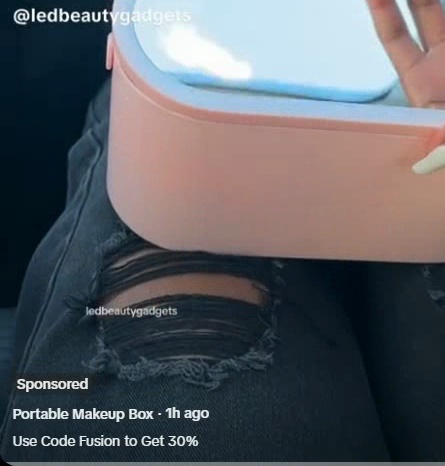 @ledbeautygadgets
ledbeautygadgets
Sponsored
Portable Makeup Box · 1h ago
Use Code Fusion to Get 30%